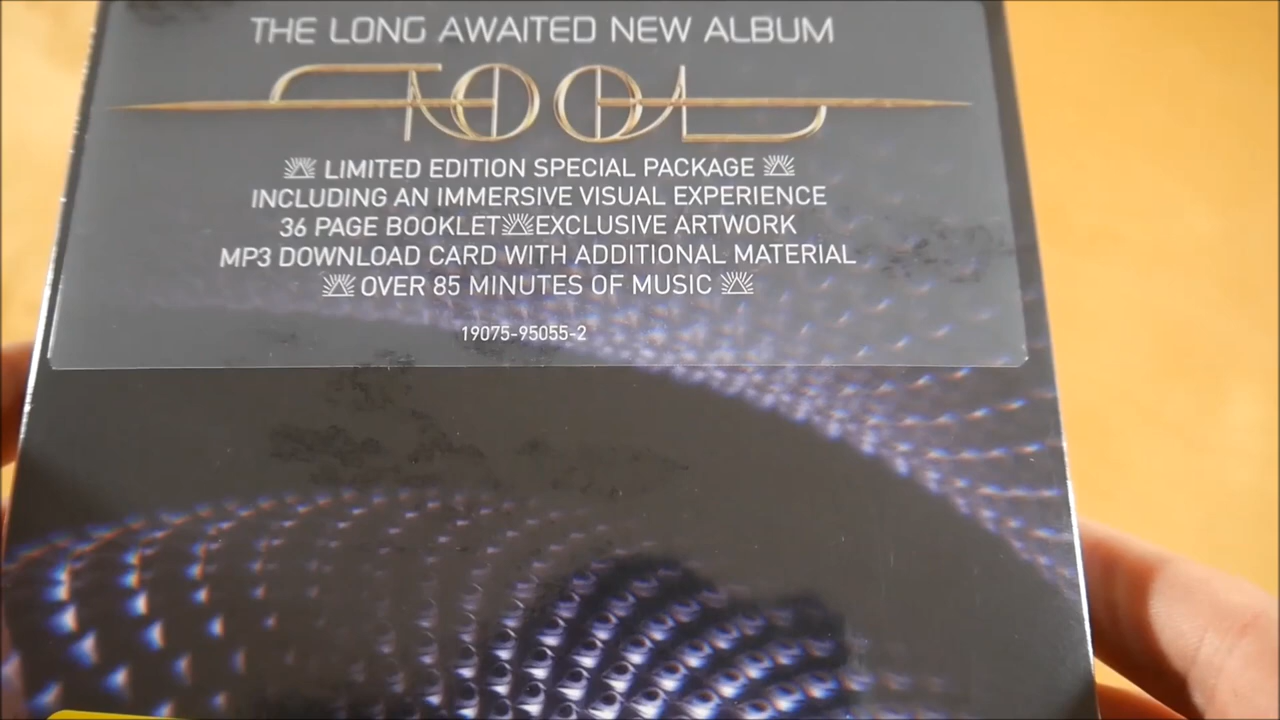 THE LONG AWAITED NEW ALBUM
TOOL
LIMITED EDITION SPECIAL PACKAGE
INCLUDING AN IMMERSIVE VISUAL EXPERIENCE
36 PAGE BOOKLET EXCLUSIVE ARTWORK
MP3 DOWNLOAD CARD WITH ADDITIONAL MATERIAL
OVER 85 MINUTES OF MUSIC
19075-95055-2